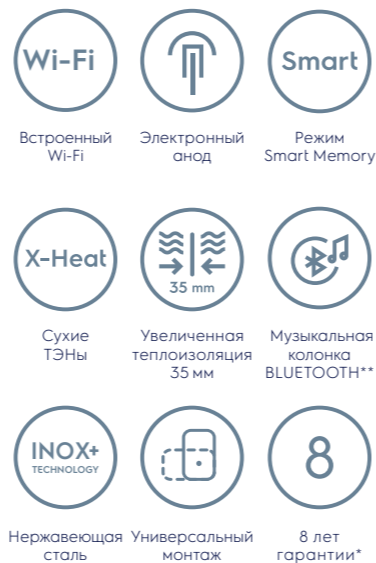 Wi-Fi
Smart
Встроенный
Wi-Fi
Электронный
анод
Режим
Smart Memory
X-Heat
35 mm
Сухие
ТЭНы
Увеличенная
теплоизоляция
35 мм
Музыкальная
колонка
BLUETOOTH**
INOX+
TECHNOLOGY
8
Нержавеющая
сталь
Универсальный
монтаж
8 лет
гарантии*